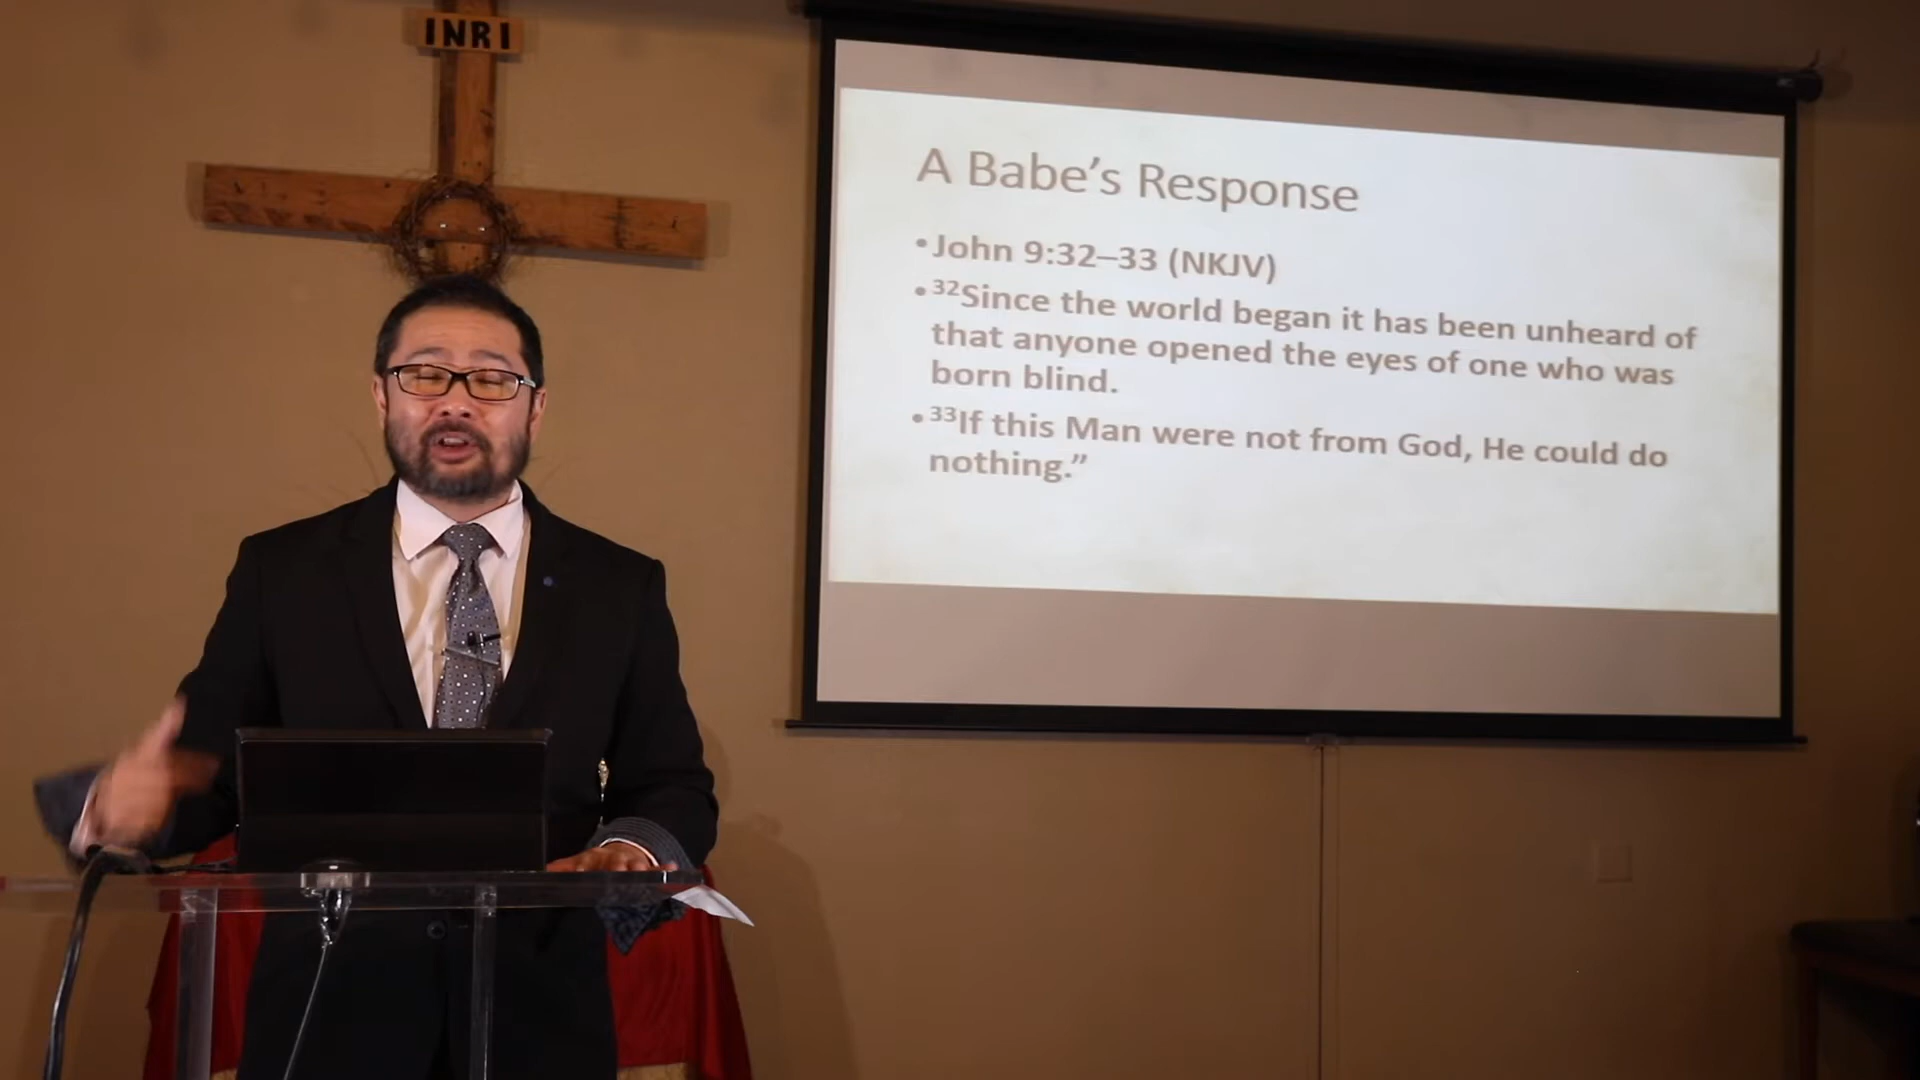 INRI
A Babe’s Response
•John 9:32–33 (NKJV)
•³²Since the world began it has been unheard of
that anyone opened the eyes of one who was
born blind.
•³³If this Man were not from God, He could do
nothing.”